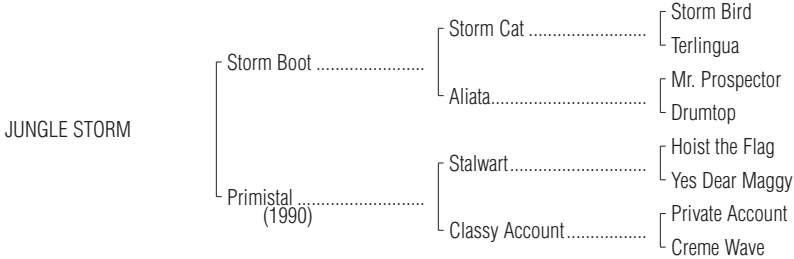 Storm Bird
Storm Cat ..........................
Terlingua
Storm Boot ........................
Mr. Prospector
Aliata..................................
Drumtop
JUNGLE STORM
Hoist the Flag
Stalwart..............................
Yes Dear Maggy
Primistal ............................
(1990)
Private Account
Classy Account.................
Creme Wave